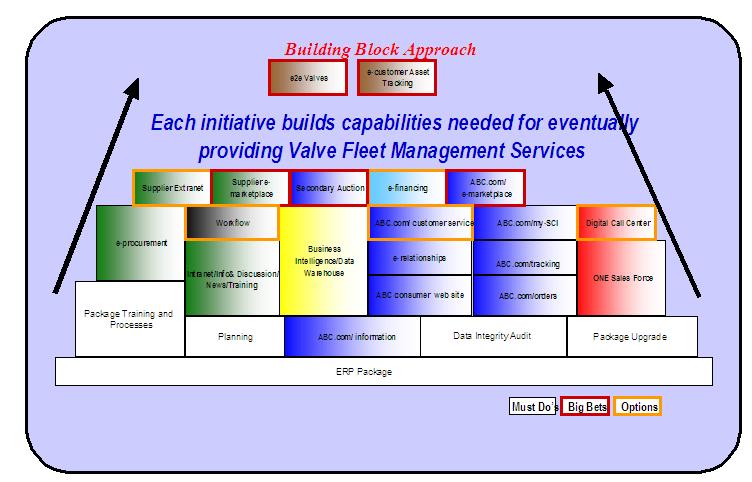 Building Block Approach
e2e Valves
e-customer Asset
Tracking
Each initiative builds capabilities needed for eventually
providing Valve Fleet Management Services
Supplier Extranet
Supplier e-
marketplace
Secondary Auction
e-financing
ABC.com/
e-marketplace
e-procurement
Workflow
Business
Intelligence/Data
Warehouse
ABC.com/ customer service
ABC.com/my-SCI
Digital Call Center
Intranet/Info& Discussion/
News/Training
e- relationships
ABC.com/tracking
ONE Sales Force
ABC consumer web site
ABC.com/orders
Package Training and
Processes
Planning
ABC.com/ information
Data Integrity Audit
Package Upgrade
ERP Package
Must Do's
Big Bets
Options